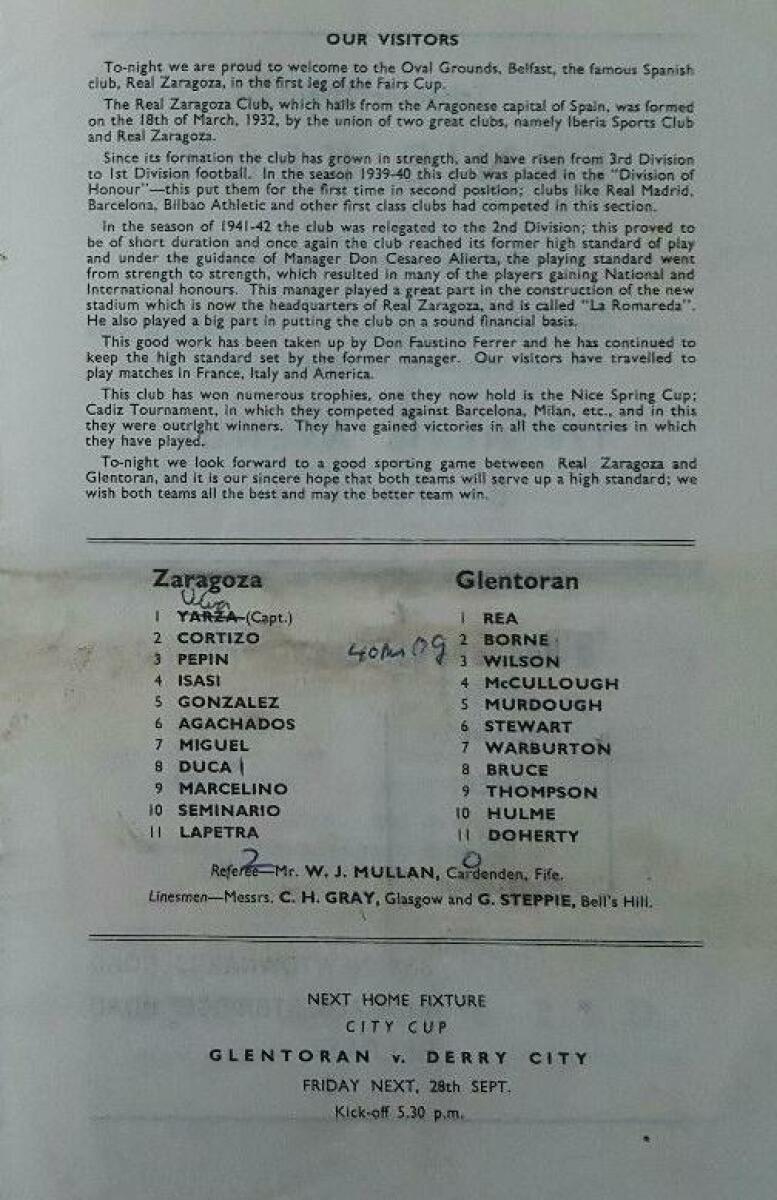 OUR VISITORS
To-night we are proud to welcome to the Oval Grounds, Belfast, the famous Spanish
club, Real Zaragoza, in the first leg of the Fairs Cup.
The Real Zaragoza Club, which hails from the Aragonese capital of Spain, was formed
on the 18th of March, 1932, by the union of two great clubs, namely Iberia Sports Club
and Real Zaragoza.
Since its formation the club has grown in strength, and have risen from 3rd Division
to 1st Division football. In the season 1939-40 this club was placed in the "Division of
Honour"—this put them for the first time in second position; clubs like Real Madrid,
Barcelona, Bilbao Athletic and other first class clubs had competed in this section.
In the season of 1941-42 the club was relegated to the 2nd Division; this proved to
be of short duration and once again the club reached its former high standard of play
and under the guidance of Manager Don Cesareo Alierta, the playing standard went
from strength to strength, which resulted in many of the players gaining National and
International honours. This manager played a great part in the construction of the new
stadium which is now the headquarters of Real Zaragoza, and is called "La Romareda".
He also played a big part in putting the club on a sound financial basis.
This good work has been taken up by Don Faustino Ferrer and he has continued to
keep the high standard set by the former manager. Our visitors have travelled to
play matches in France, Italy and America.
This club has won numerous trophies, one they now hold is the Nice Spring Cup;
Cadiz Tournament, in which they competed against Barcelona, Milan, etc., and in this
they were outright winners. They have gained victories in all the countries in which
they have played.
To-night we look forward to a good sporting game between Real Zaragoza and
Glentoran, and it is our sincere hope that both teams will serve up a high standard; we
wish both teams all the best and may the better team win.
Zaragoza
1 YARZA (Capt.)
2 CORTIZO
3 PEPIN
4 ISASI
5 GONZALEZ
6 AGACHADOS
7 MIGUEL
8 DUCA |
9 MARCELINO
10 SEMINARIO
11 LAPETRA
Glentoran
1 REA
OG 2 BORNE
3 WILSON
4 McCULLOUGH
5 MURDOUGH
6 STEWART
7 WARBURTON
8 BRUCE
9 THOMPSON
10 HULME
11 DOHERTY
2 0
Referee—Mr. W. J. MULLAN, Cardenden, Fife.
Linesmen—Messrs. C. H. GRAY, Glasgow and G. STEPPIE, Bell's Hill.
NEXT HOME FIXTURE
CITY CUP
GLENTORAN v. DERRY CITY
FRIDAY NEXT, 28th SEPT.
Kick-off 5.30 p.m.